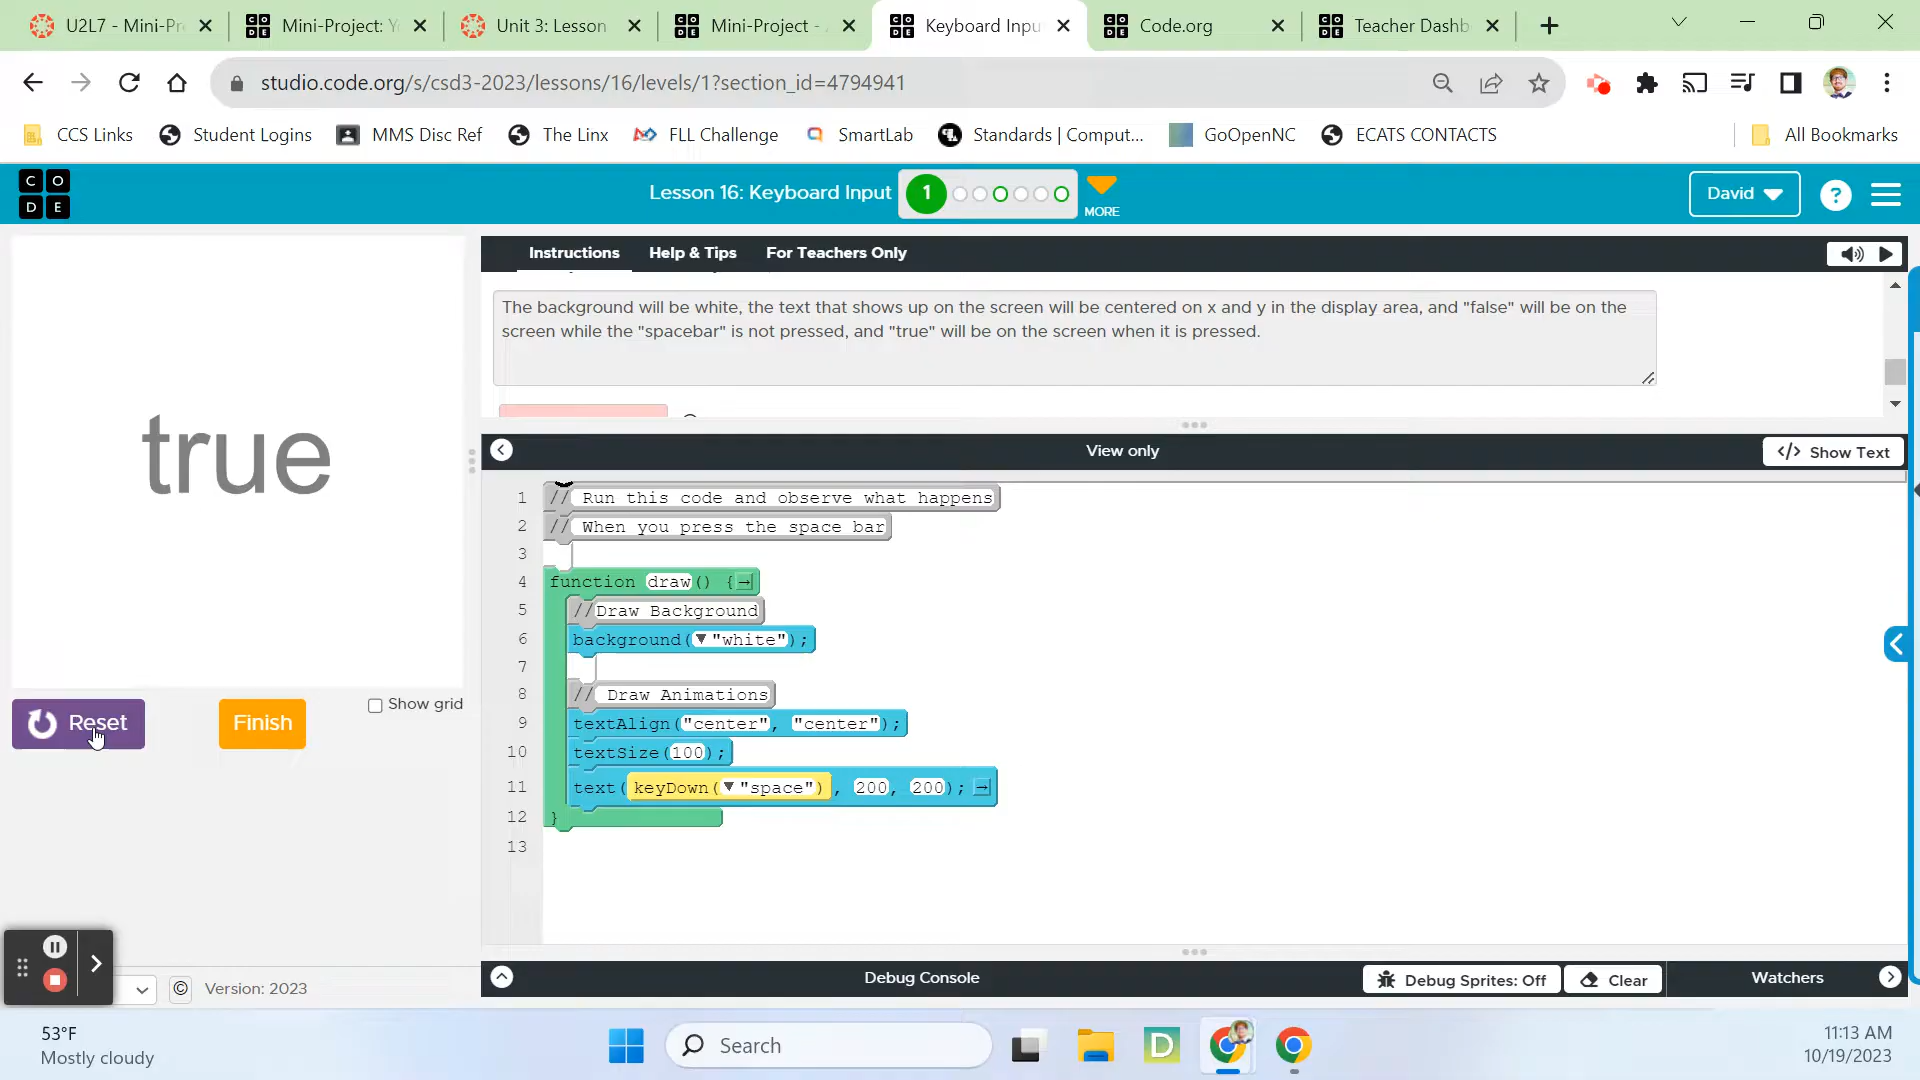 U2L7 - Mini-Pr
Mini-Project: Y
Unit 3: Lesson
Mini-Project -
Keyboard Inpu
Code.org
Teacher Dashb
studio.code.org/s/csd3-2023/lessons/16/levels/1?section_id=4794941
CCS Links
Student Logins
MMS Disc Ref
The Linx
FLL Challenge
SmartLab
Standards | Comput...
GoOpenNC
ECATS CONTACTS
All Bookmarks
C O
D E
Lesson 16: Keyboard Input
1
MORE
David
?
Instructions
Help & Tips
For Teachers Only
The background will be white, the text that shows up on the screen will be centered on x and y in the display area, and "false" will be on the
screen while the "spacebar" is not pressed, and "true" will be on the screen when it is pressed.
true
View only
</> Show Text
1 // Run this code and observe what happens
2 // When you press the space bar
3
4 function draw() {
5 //Draw Background
6 background("white");
7
8 // Draw Animations
9 textAlign("center", "center");
10 textSize(100);
11 text(keyDown("space"), 200, 200);
12 }
13
Reset
Finish
Show grid
© Version: 2023
Debug Console
Debug Sprites: Off
Clear
Watchers
53°F
Mostly cloudy
Search
D
11:13 AM
10/19/2023